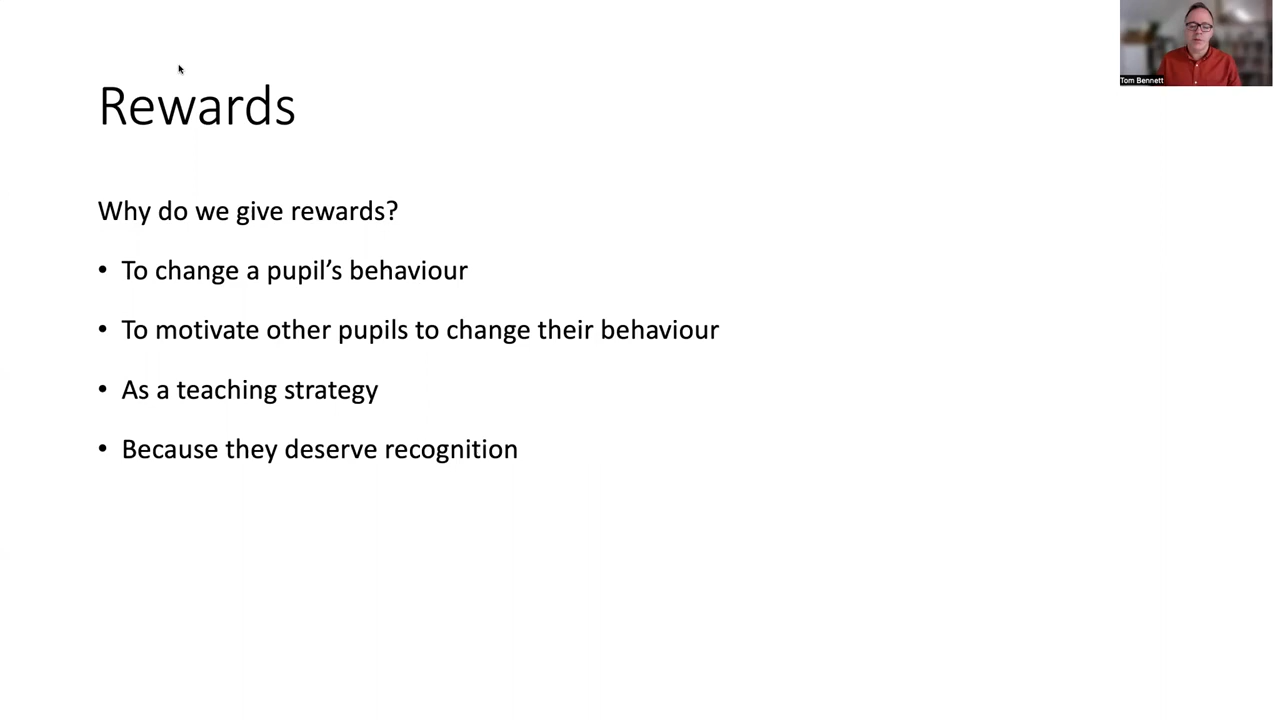 Tom Bennett
Rewards
Why do we give rewards?
• To change a pupil’s behaviour
• To motivate other pupils to change their behaviour
• As a teaching strategy
• Because they deserve recognition